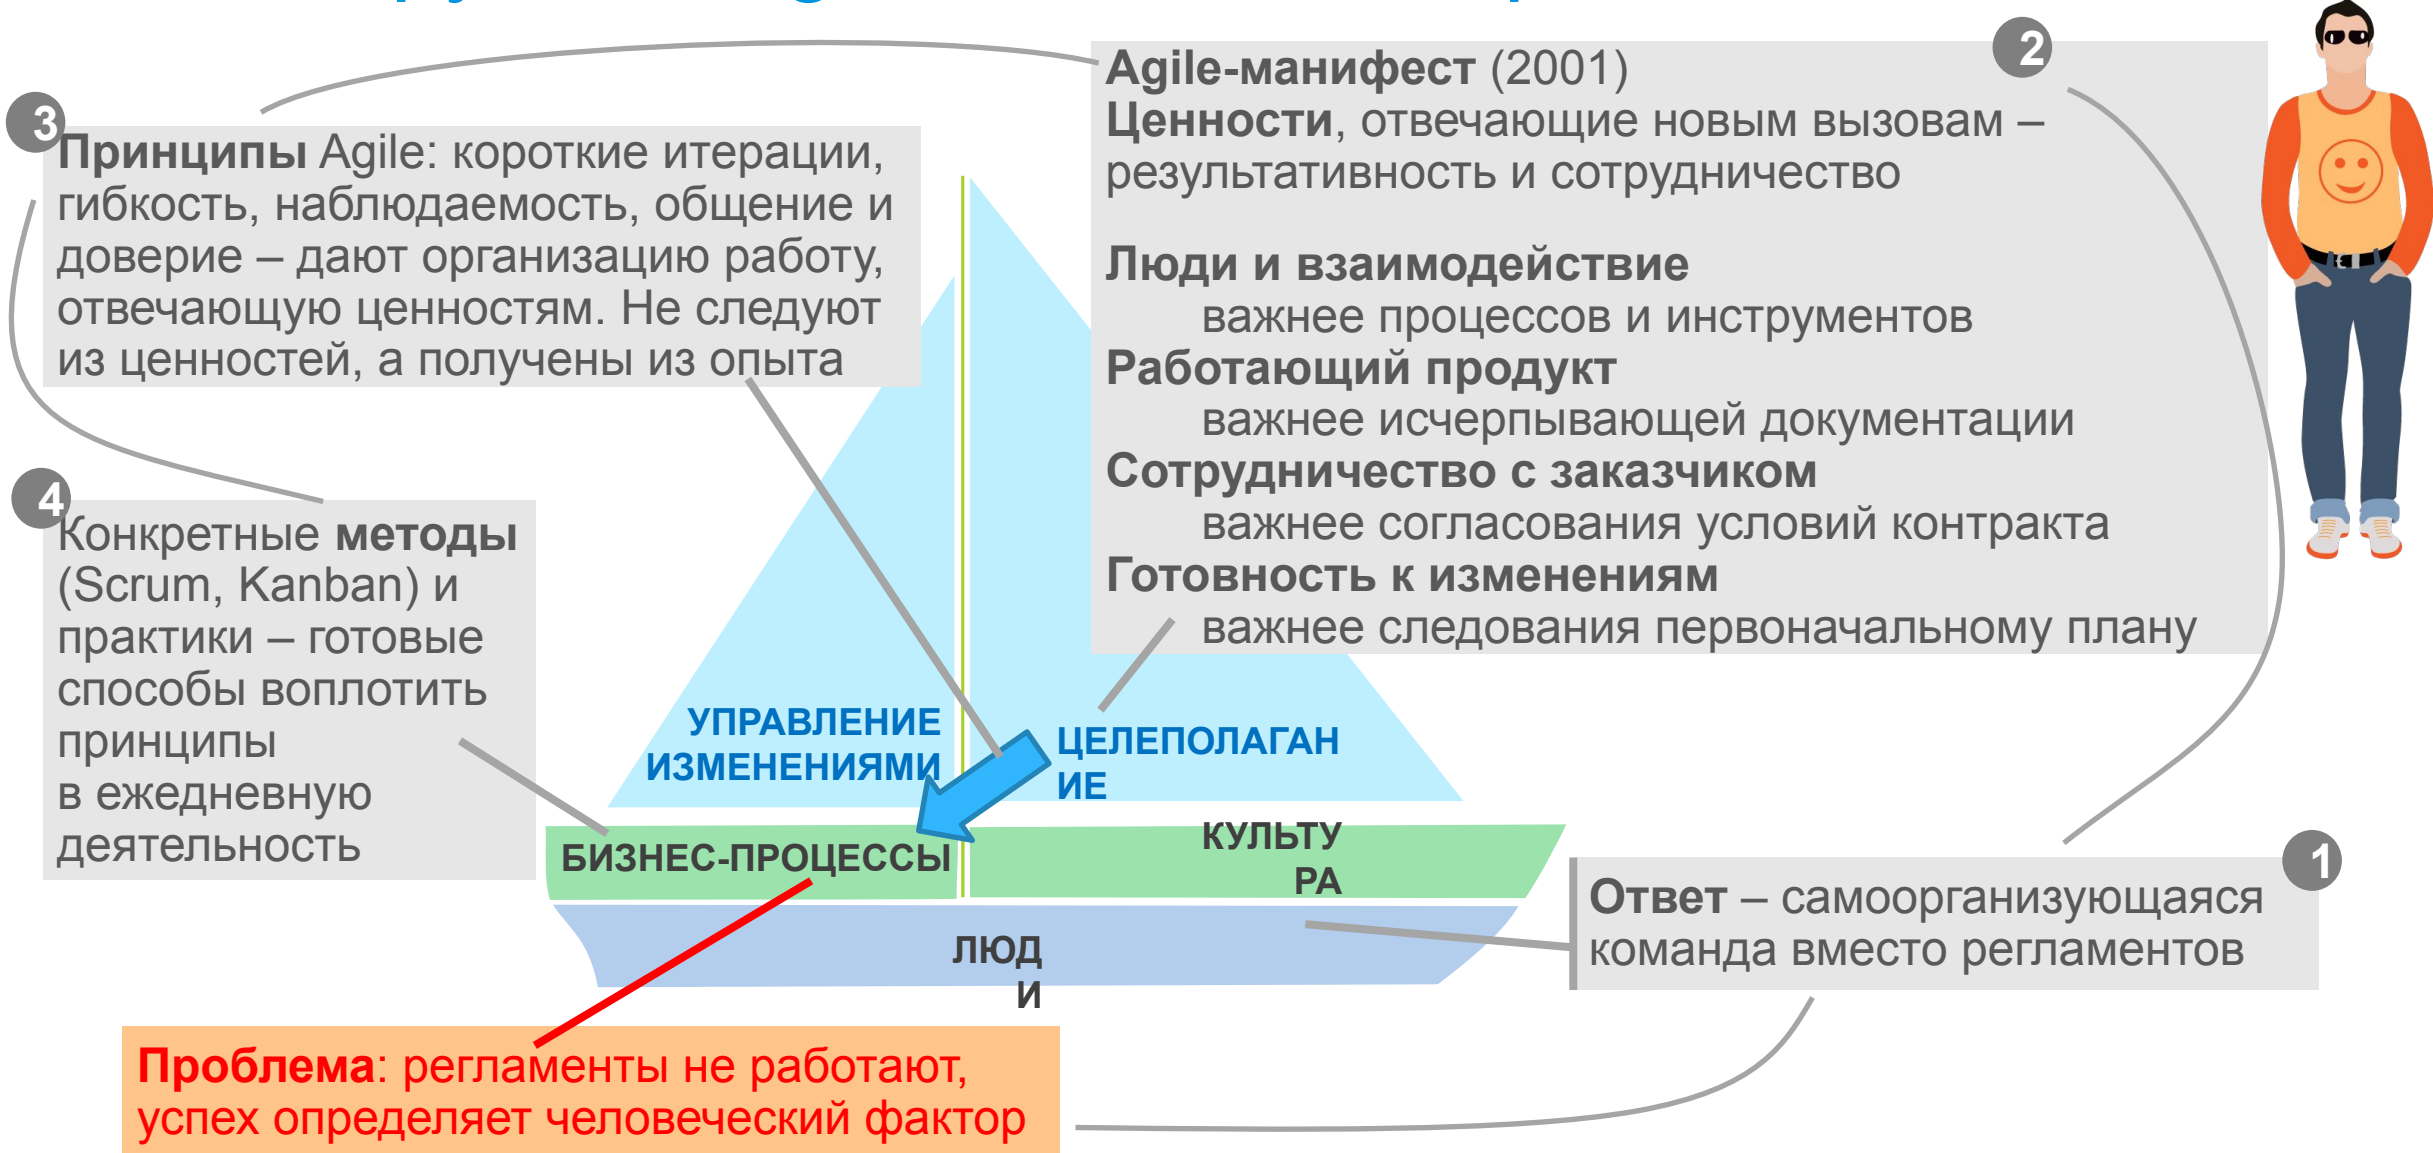 2
Agile-манифест (2001)
Ценности, отвечающие новым вызовам –
результативность и сотрудничество
Люди и взаимодействие
важнее процессов и инструментов
Работающий продукт
важнее исчерпывающей документации
Сотрудничество с заказчиком
важнее согласования условий контракта
Готовность к изменениям
важнее следования первоначальному плану
3
Принципы Agile: короткие итерации,
гибкость, наблюдаемость, общение и
доверие – дают организацию работу,
отвечающую ценностям. Не следуют
из ценностей, а получены из опыта
4
Конкретные методы
(Scrum, Kanban) и
практики – готовые
способы воплотить
принципы
в ежедневную
деятельность
УПРАВЛЕНИЕ
ИЗМЕНЕНИЯМИ
ЦЕЛЕПОЛАГАН
ИЕ
БИЗНЕС-ПРОЦЕССЫ
КУЛЬТУ
РА
ЛЮД
И
1
Ответ – самоорганизующаяся
команда вместо регламентов
Проблема: регламенты не работают,
успех определяет человеческий фактор